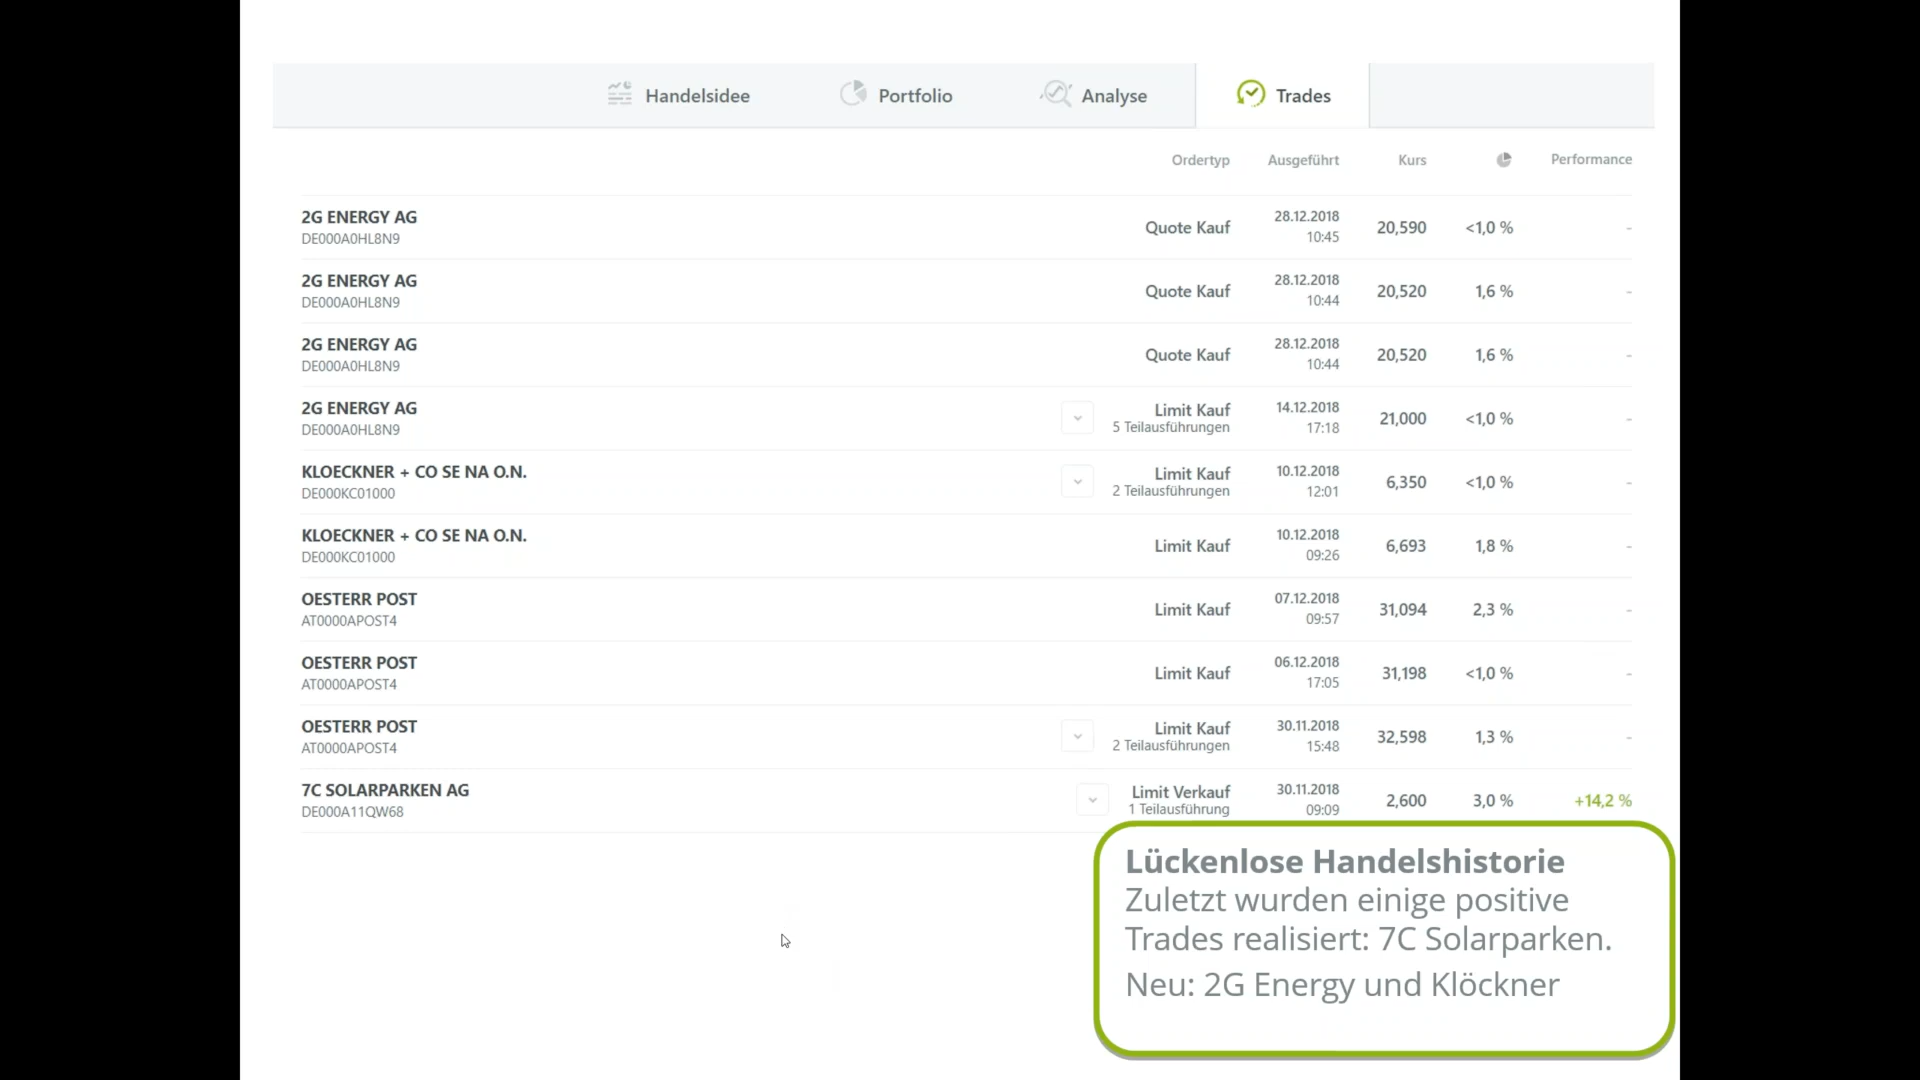 Handelsidee Portfolio Analyse Trades
Ordertyp Ausgeführt Kurs Performance
2G ENERGY AG
DE000A0HL8N9
Quote Kauf
28.12.2018
10:45
20,590
<1,0 %
-
2G ENERGY AG
DE000A0HL8N9
Quote Kauf
28.12.2018
10:44
20,520
1,6 %
-
2G ENERGY AG
DE000A0HL8N9
Quote Kauf
28.12.2018
10:44
20,520
1,6 %
-
2G ENERGY AG
DE000A0HL8N9
Limit Kauf
5 Teilausführungen
14.12.2018
17:18
21,000
<1,0 %
-
KLOECKNER + CO SE NA O.N.
DE000KC01000
Limit Kauf
2 Teilausführungen
10.12.2018
12:01
6,350
<1,0 %
-
KLOECKNER + CO SE NA O.N.
DE000KC01000
Limit Kauf
10.12.2018
09:26
6,693
1,8 %
-
OESTERR POST
AT0000APOST4
Limit Kauf
07.12.2018
09:57
31,094
2,3 %
-
OESTERR POST
AT0000APOST4
Limit Kauf
06.12.2018
17:05
31,198
<1,0 %
-
OESTERR POST
AT0000APOST4
Limit Kauf
2 Teilausführungen
30.11.2018
15:48
32,598
1,3 %
-
7C SOLARPARKEN AG
DE000A11QW68
Limit Verkauf
1 Teilausführung
30.11.2018
09:09
2,600
3,0 %
+14,2 %
Lückenlose Handelshistorie
Zuletzt wurden einige positive
Trades realisiert: 7C Solarparken.
Neu: 2G Energy und Klöckner